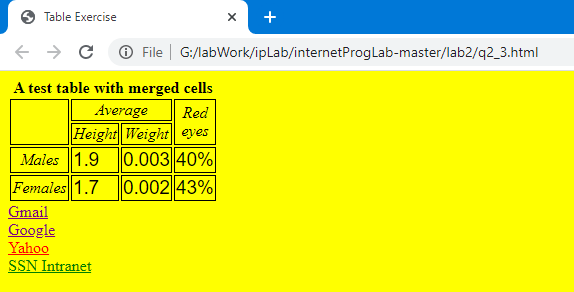 Table Exercise
File | G:/labWork/ipLab/internetProgLab-master/lab2/q2_3.html
A test table with merged cells
Average Red eyes
Height Weight
Males 1.9 0.003 40%
Females 1.7 0.002 43%
Gmail
Google
Yahoo
SSN Intranet